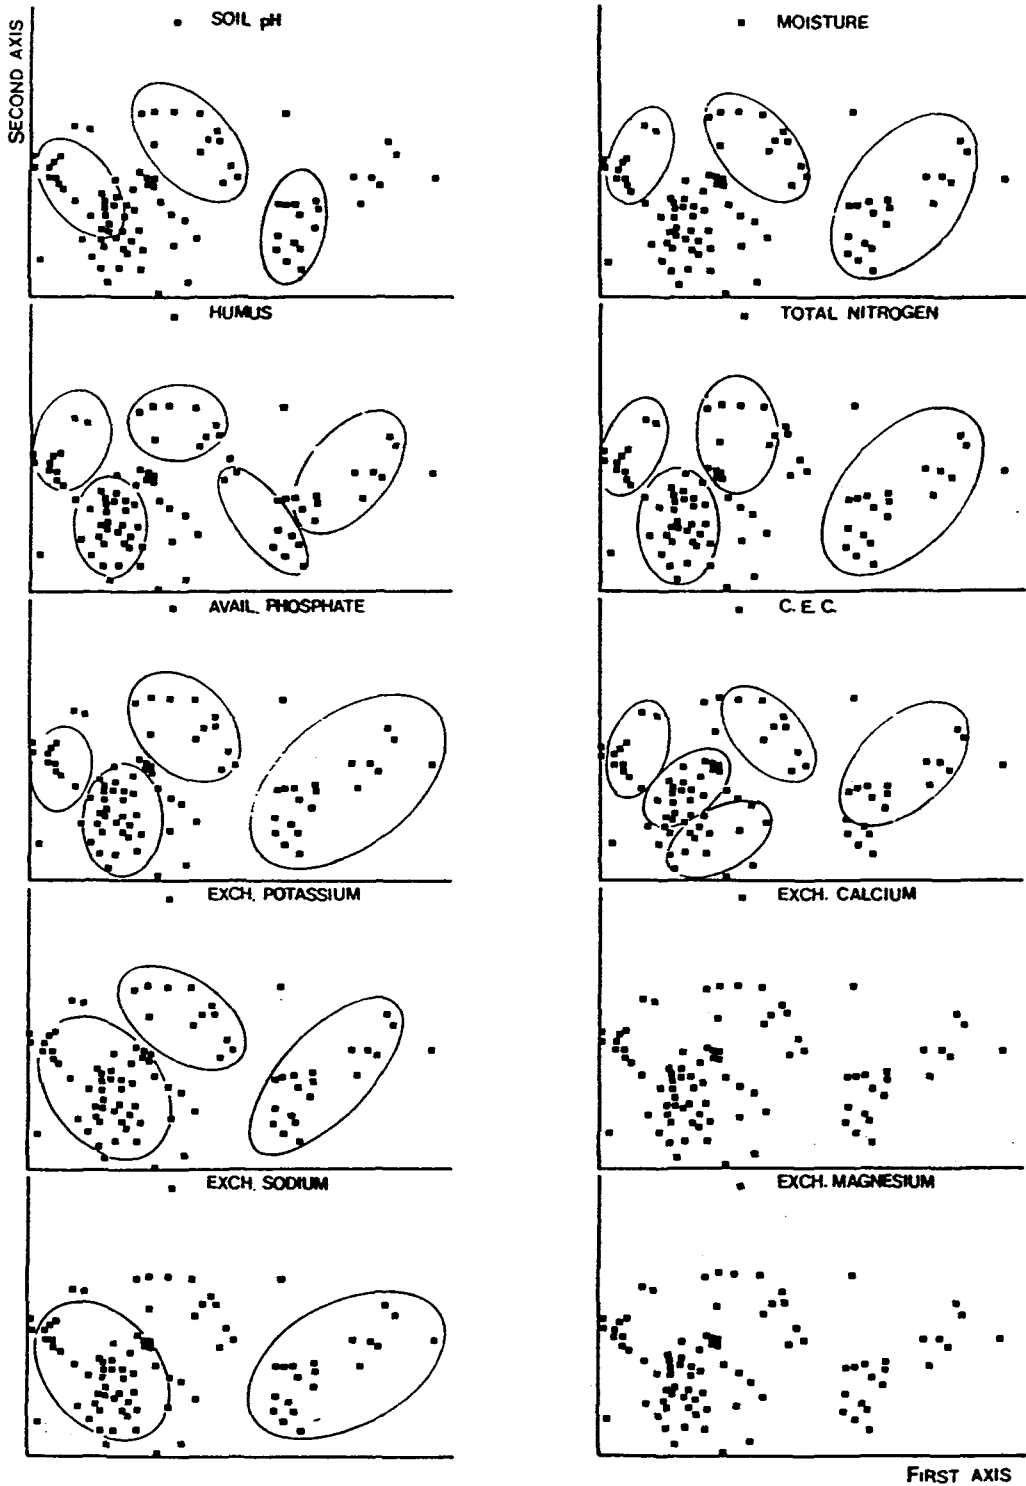 SOIL pH
MOISTURE
SECOND AXIS
HUMUS
TOTAL NITROGEN
AVAIL. PHOSPHATE
C. E. C.
EXCH. POTASSIUM
EXCH. CALCIUM
EXCH. SODIUM
EXCH. MAGNESIUM
FIRST AXIS